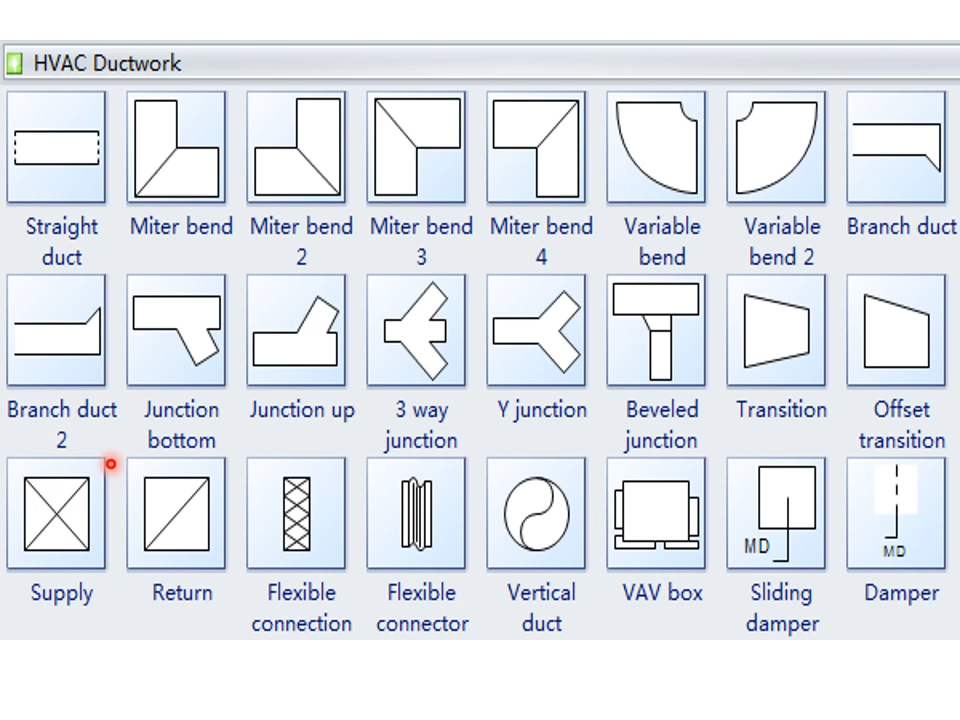 HVAC Ductwork
Straight duct
Miter bend
Miter bend 2
Miter bend 3
Miter bend 4
Variable bend
Variable bend 2
Branch duct
Branch duct 2
Junction bottom
Junction up
3 way junction
Y junction
Beveled junction
Transition
Offset transition
MD
MD
Supply
Return
Flexible connection
Flexible connector
Vertical duct
VAV box
Sliding damper
Damper